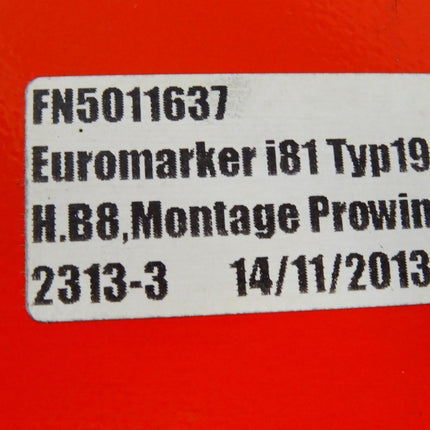 FN5011637
Euromarker i81 Typ19
H.B8,Montage Prowin
2313-3 14/11/2013